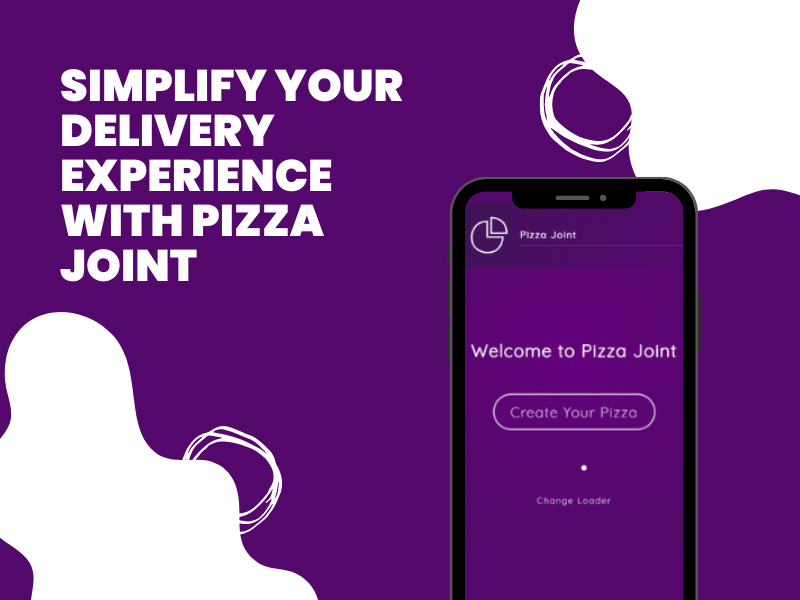 SIMPLIFY YOUR
DELIVERY
EXPERIENCE
WITH PIZZA
JOINT
Pizza Joint
Welcome to Pizza Joint
Create Your Pizza
Change Loader